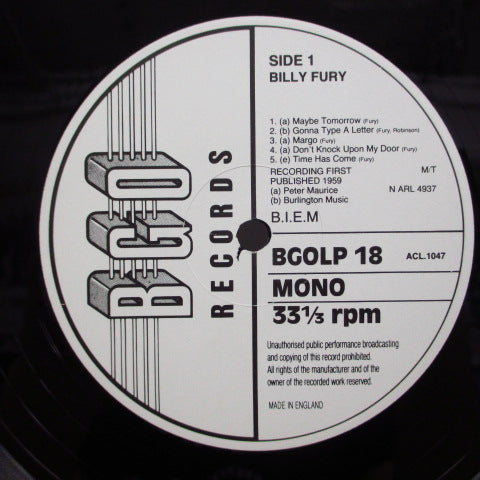 BGO
RECORDS
SIDE 1
BILLY FURY
1. (a) Maybe Tomorrow (Fury)
2. (b) Gonna Type A Letter (Fury, Robinson)
3. (a) Margo (Fury)
4. (a) Don't Knock Upon My Door (Fury)
5. (e) Time Has Come (Fury)
RECORDING FIRST M/T
PUBLISHED 1959
(a) Peter Maurice N ARL 4937
(b) Burlington Music
B.I.E.M
BGOLP 18 ACL.1047
MONO
33⅓ rpm
Unauthorised public performance broadcasting
and copying of this record prohibited.
All rights of the manufacturer and of the
owner of the recorded work reserved.
MADE IN ENGLAND